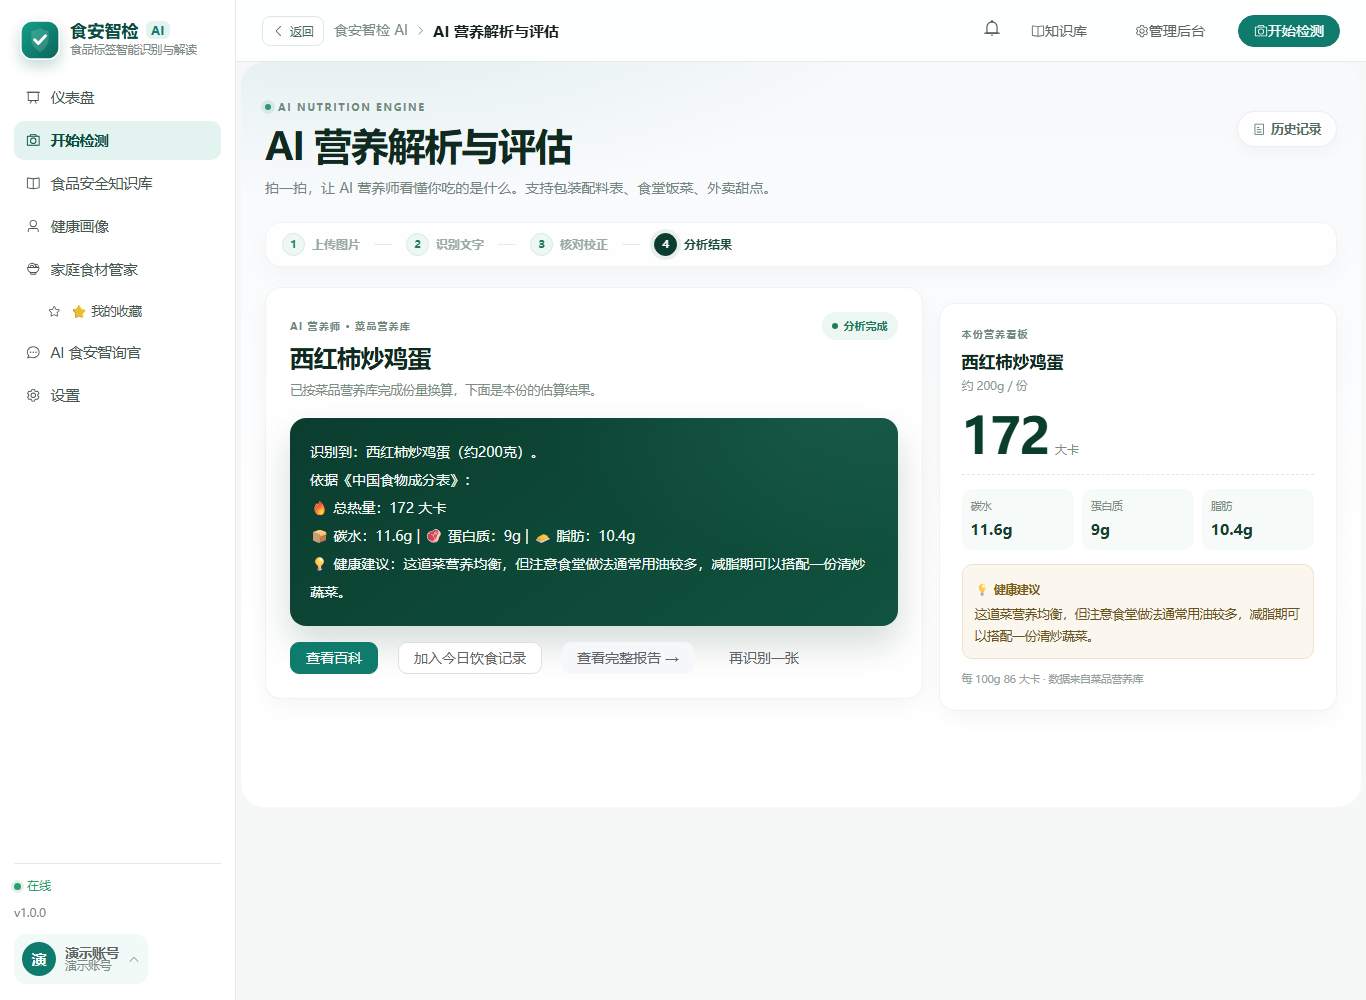 食安智检 AI
食品标签智能识别与解读
仪表盘
开始检测
食品安全知识库
健康画像
家庭食材管家
⭐ 我的收藏
AI 食安智询官
设置
在线
v1.0.0
演
演示账号
演示账号
返回
食安智检 AI > AI 营养解析与评估
知识库
管理后台
开始检测
AI NUTRITION ENGINE
AI 营养解析与评估
拍一拍，让 AI 营养师看懂你吃的是什么。支持包装配料表、食堂饭菜、外卖甜点。
历史记录
1 上传图片
2 识别文字
3 核对校正
4 分析结果
AI 营养师 • 菜品营养库
分析完成
西红柿炒鸡蛋
已按菜品营养库完成份量换算，下面是本份的估算结果。
识别到：西红柿炒鸡蛋（约200克）。
依据《中国食物成分表》：
🔥 总热量：172 大卡
📦 碳水：11.6g | 🥩 蛋白质：9g | 🧈 脂肪：10.4g
💡 健康建议：这道菜营养均衡，但注意食堂做法通常用油较多，减脂期可以搭配一份清炒
蔬菜。
查看百科
加入今日饮食记录
查看完整报告 →
再识别一张
本份营养看板
西红柿炒鸡蛋
约 200g / 份
172 大卡
碳水
11.6g
蛋白质
9g
脂肪
10.4g
💡 健康建议
这道菜营养均衡，但注意食堂做法通常用油较多，减脂期可
以搭配一份清炒蔬菜。
每 100g 86 大卡 · 数据来自菜品营养库